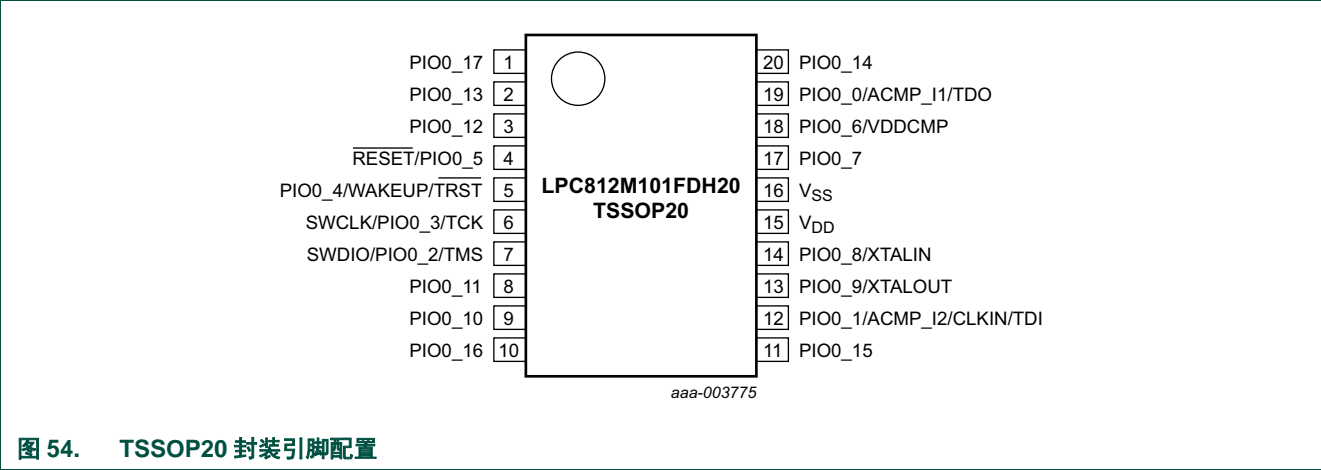 PIO0_17 1
PIO0_13 2
PIO0_12 3
RESET/PIO0_5 4
PIO0_4/WAKEUP/TRST 5
SWCLK/PIO0_3/TCK 6
SWDIO/PIO0_2/TMS 7
PIO0_11 8
PIO0_10 9
PIO0_16 10
LPC812M101FDH20
TSSOP20
20 PIO0_14
19 PIO0_0/ACMP_I1/TDO
18 PIO0_6/VDDCMP
17 PIO0_7
16 VSS
15 VDD
14 PIO0_8/XTALIN
13 PIO0_9/XTALOUT
12 PIO0_1/ACMP_I2/CLKIN/TDI
11 PIO0_15
aaa-003775
图 54. TSSOP20 封装引脚配置